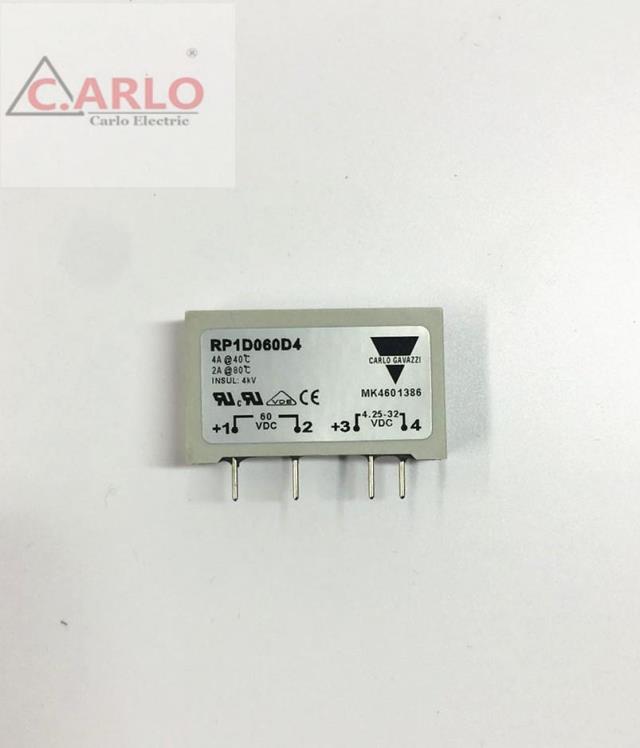 ®
C.ARLO
Carlo Electric
RP1D060D4
4A @40℃
2A @80℃
INSUL: 4kV
CARLO GAVAZZI
MK4601386
c VDE CE
60 4.25-32
+1 VDC 2 +3 VDC 4